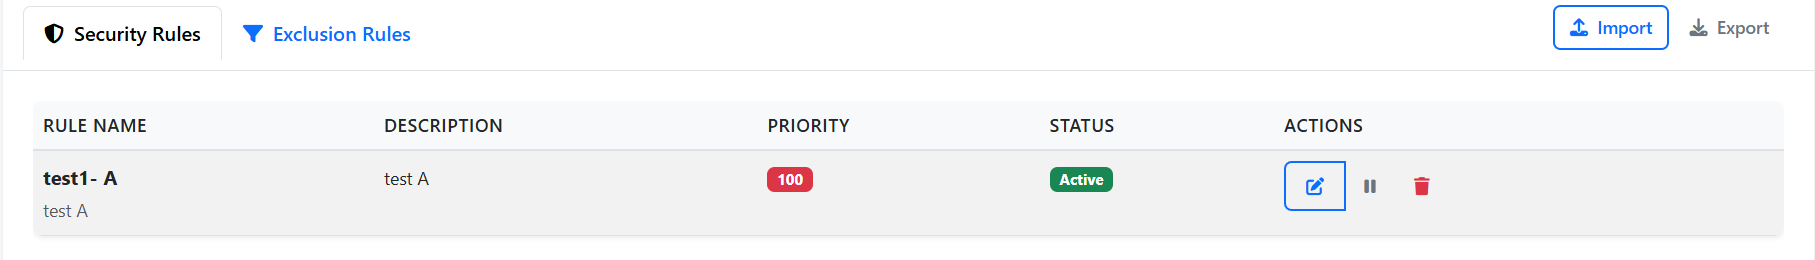 Security Rules
Exclusion Rules
Import
Export
RULE NAME
DESCRIPTION
PRIORITY
STATUS
ACTIONS
test1- A
test A
100
Active
test A